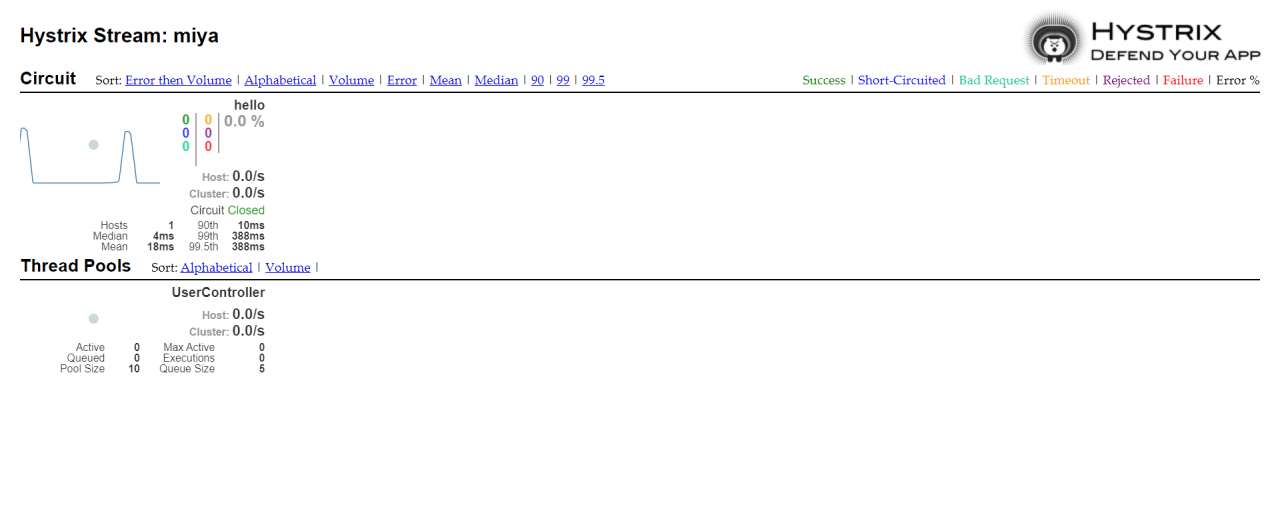 Hystrix Stream: miya
HYSTRIX
DEFEND YOUR APP
Circuit Sort: Error then Volume | Alphabetical | Volume | Error | Mean | Median | 90 | 99 | 99.5
Success | Short-Circuited | Bad Request | Timeout | Rejected | Failure | Error %
hello
0 0 0.0 %
0 0
0 0
Host: 0.0/s
Cluster: 0.0/s
Circuit Closed
Hosts 1 90th 10ms
Median 4ms 99th 388ms
Mean 18ms 99.5th 388ms
Thread Pools Sort: Alphabetical | Volume |
UserController
Host: 0.0/s
Cluster: 0.0/s
Active 0 Max Active 0
Queued 0 Executions 0
Pool Size 10 Queue Size 5